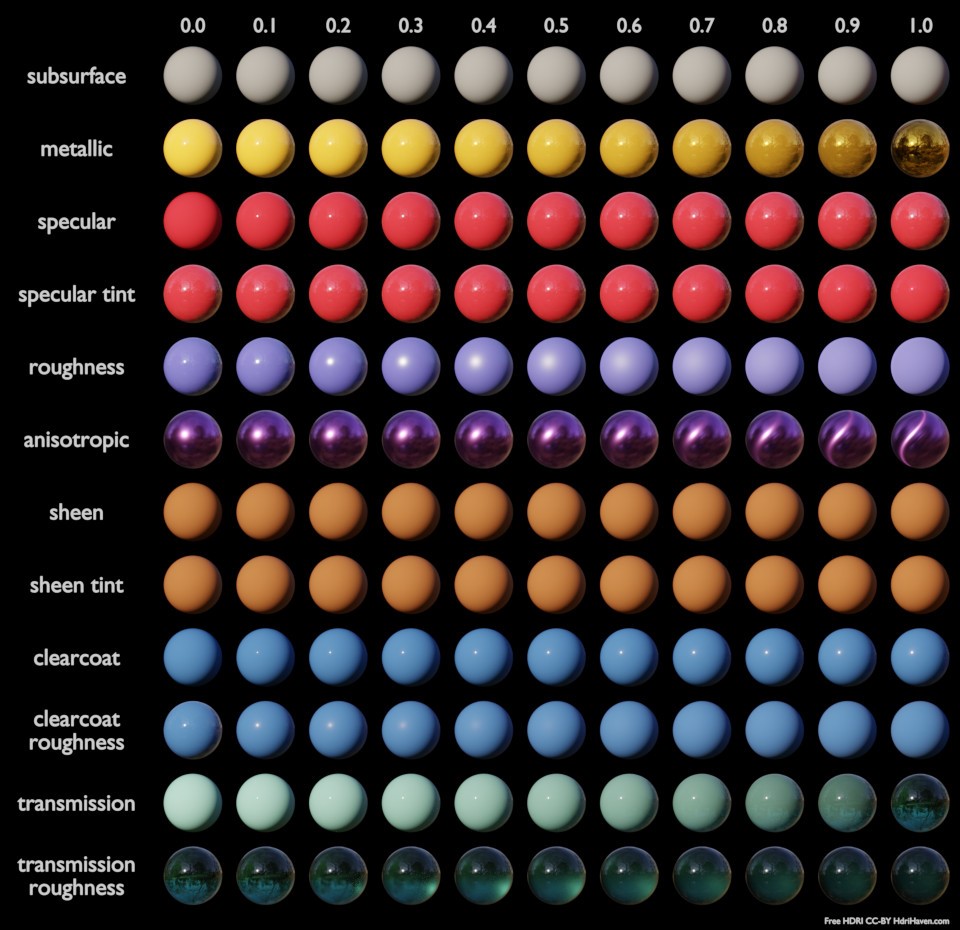 0.0 0.1 0.2 0.3 0.4 0.5 0.6 0.7 0.8 0.9 1.0
subsurface
metallic
specular
specular tint
roughness
anisotropic
sheen
sheen tint
clearcoat
clearcoat
roughness
transmission
transmission
roughness
Free HDRI CC-BY HdriHaven.com